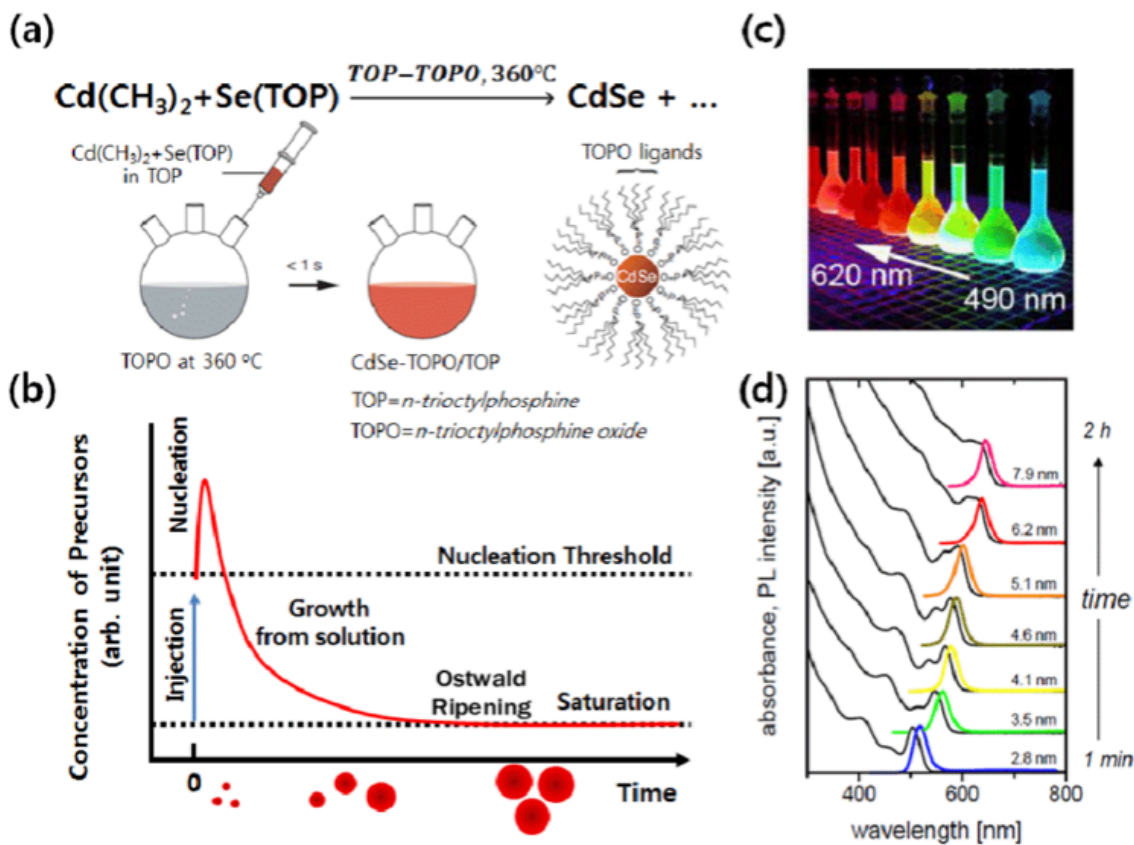 (a)
Cd(CH₃)₂+Se(TOP)
TOP−TOPO, 360℃
CdSe + ...
Cd(CH₃)₂+Se(TOP)
in TOP
< 1 s
TOPO at 360 ºC
CdSe-TOPO/TOP
TOP=n-trioctylphosphine
TOPO=n-trioctylphosphine oxide
TOPO ligands
CdSe
(b)
Concentration of Precursors
(arb. unit)
Nucleation
Injection
Nucleation Threshold
Growth
from solution
Ostwald
Ripening
Saturation
0
Time
(c)
620 nm
490 nm
(d)
absorbance, PL intensity [a.u.]
7.9 nm
6.2 nm
5.1 nm
4.6 nm
4.1 nm
3.5 nm
2.8 nm
2 h
time
1 min
400 600 800
wavelength [nm]